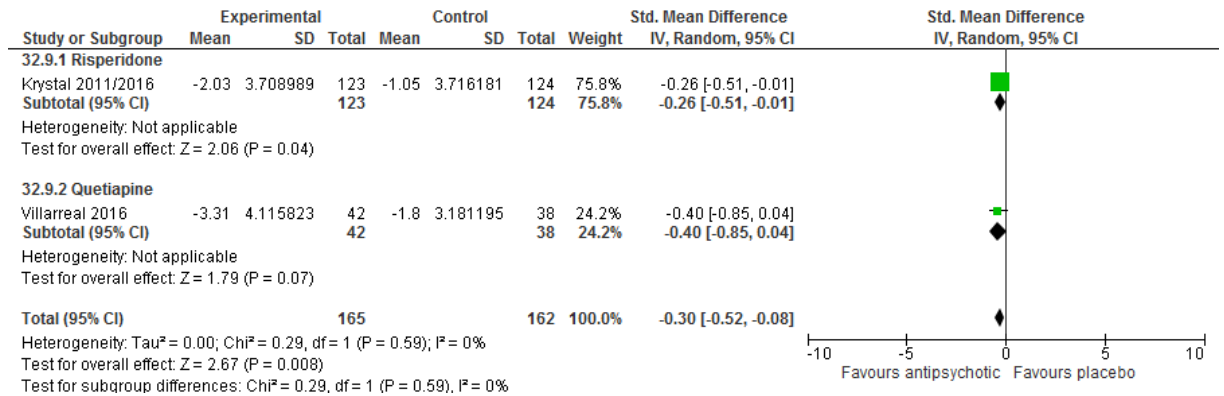 Experimental Control Std. Mean Difference Std. Mean Difference
Study or Subgroup Mean SD Total Mean SD Total Weight IV, Random, 95% CI IV, Random, 95% CI
32.9.1 Risperidone
Krystal 2011/2016 -2.03 3.708989 123 -1.05 3.716181 124 75.8% -0.26 [-0.51, -0.01]
Subtotal (95% CI) 123 124 75.8% -0.26 [-0.51, -0.01]
Heterogeneity: Not applicable
Test for overall effect: Z = 2.06 (P = 0.04)
32.9.2 Quetiapine
Villarreal 2016 -3.31 4.115823 42 -1.8 3.181195 38 24.2% -0.40 [-0.85, 0.04]
Subtotal (95% CI) 42 38 24.2% -0.40 [-0.85, 0.04]
Heterogeneity: Not applicable
Test for overall effect: Z = 1.79 (P = 0.07)
Total (95% CI) 165 162 100.0% -0.30 [-0.52, -0.08]
Heterogeneity: Tau² = 0.00; Chi² = 0.29, df = 1 (P = 0.59); I² = 0%
Test for overall effect: Z = 2.67 (P = 0.008)
Test for subgroup differences: Chi² = 0.29, df = 1 (P = 0.59), I² = 0%
-10 -5 0 5 10
Favours antipsychotic Favours placebo